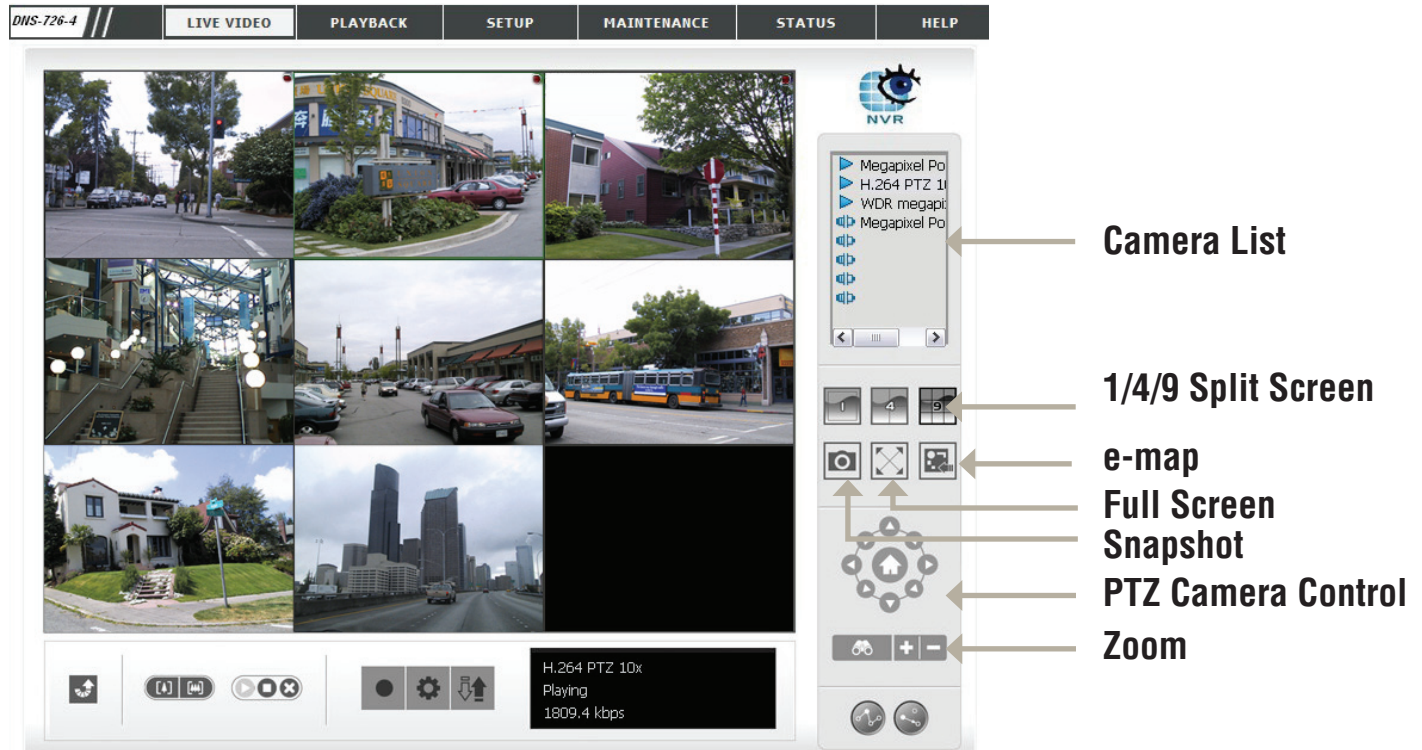 DNS-726-4
LIVE VIDEO
PLAYBACK
SETUP
MAINTENANCE
STATUS
HELP
NVR
Megapixel Po
H.264 PTZ 1
WDR megapi
Megapixel Po
Camera List
1
4
9
1/4/9 Split Screen
e-map
Full Screen
Snapshot
PTZ Camera Control
Zoom
H.264 PTZ 10x
Playing
1809.4 kbps